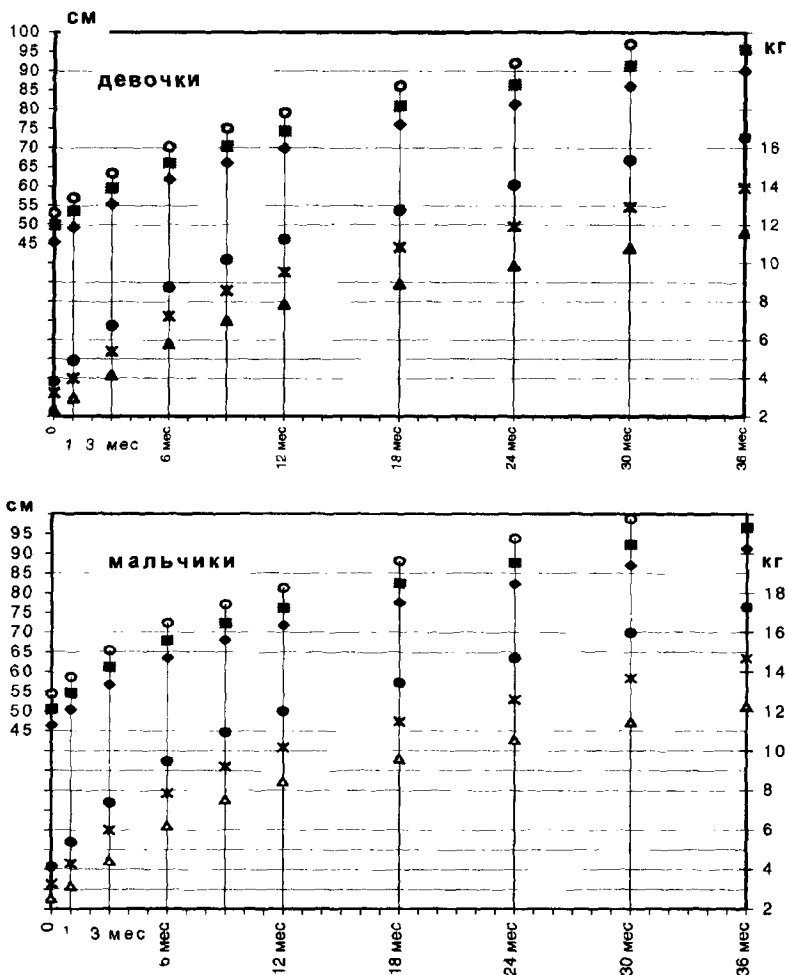 см
100
95
90
85
80
75
70
65
60
55
50
45
кг
16
14
12
10
8
6
4
2
девочки
0
1 3 мес
6 мес
12 мес
18 мес
24 мес
30 мес
36 мес
см
95
90
85
80
75
70
65
60
55
50
45
кг
18
16
14
12
10
8
6
4
2
мальчики
0
1 3 мес
6 мес
12 мес
18 мес
24 мес
30 мес
36 мес